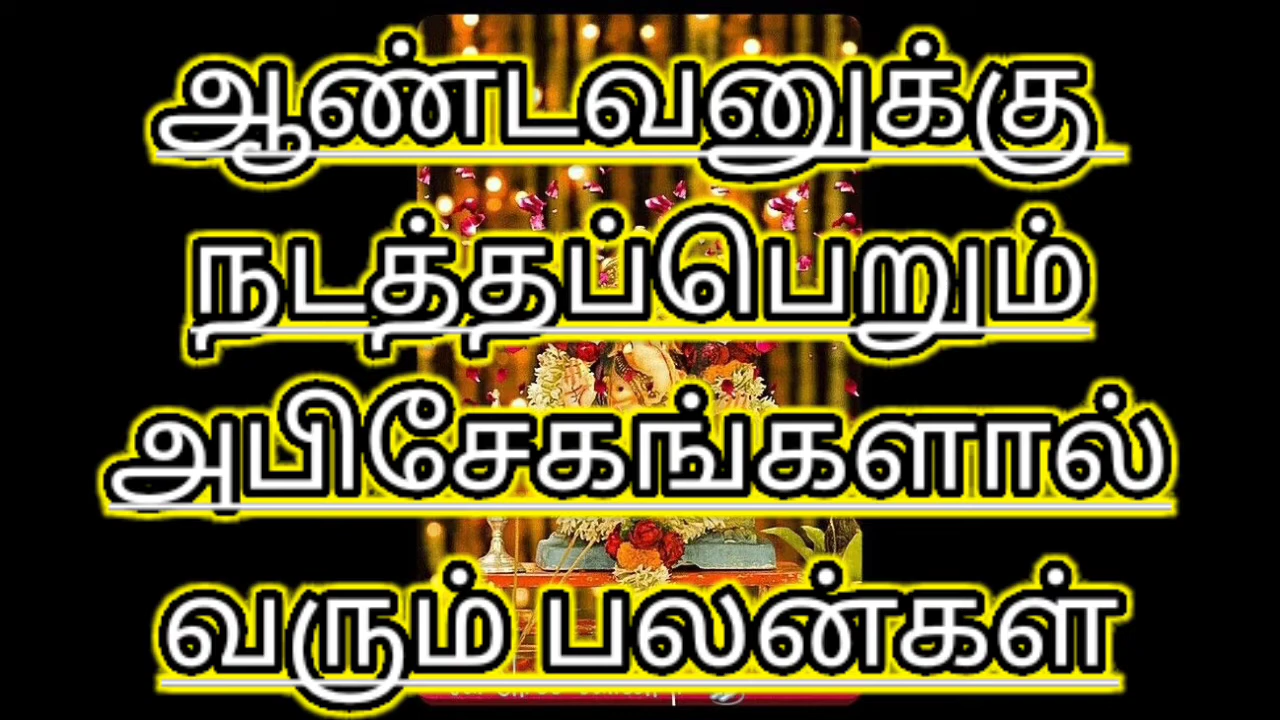 ஆண்டவனுக்கு
நடத்தப்பெறும்
அபிசேகங்களால்
வரும் பலன்கள்